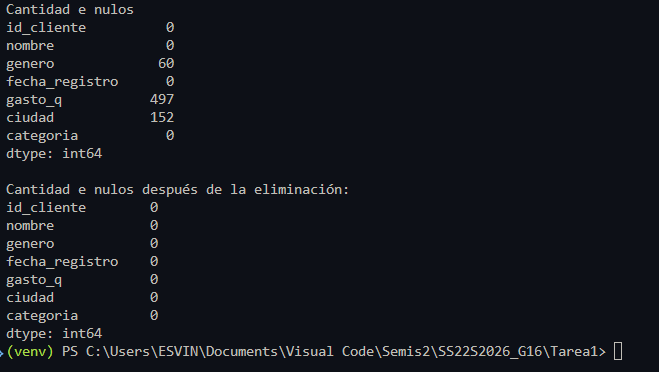 Cantidad e nulos
id_cliente 0
nombre 0
genero 60
fecha_registro 0
gasto_q 497
ciudad 152
categoria 0
dtype: int64

Cantidad e nulos después de la eliminación:
id_cliente 0
nombre 0
genero 0
fecha_registro 0
gasto_q 0
ciudad 0
categoria 0
dtype: int64
(venv) PS C:\Users\ESVIN\Documents\Visual Code\Semis2\SS22S2026_G16\Tarea1>